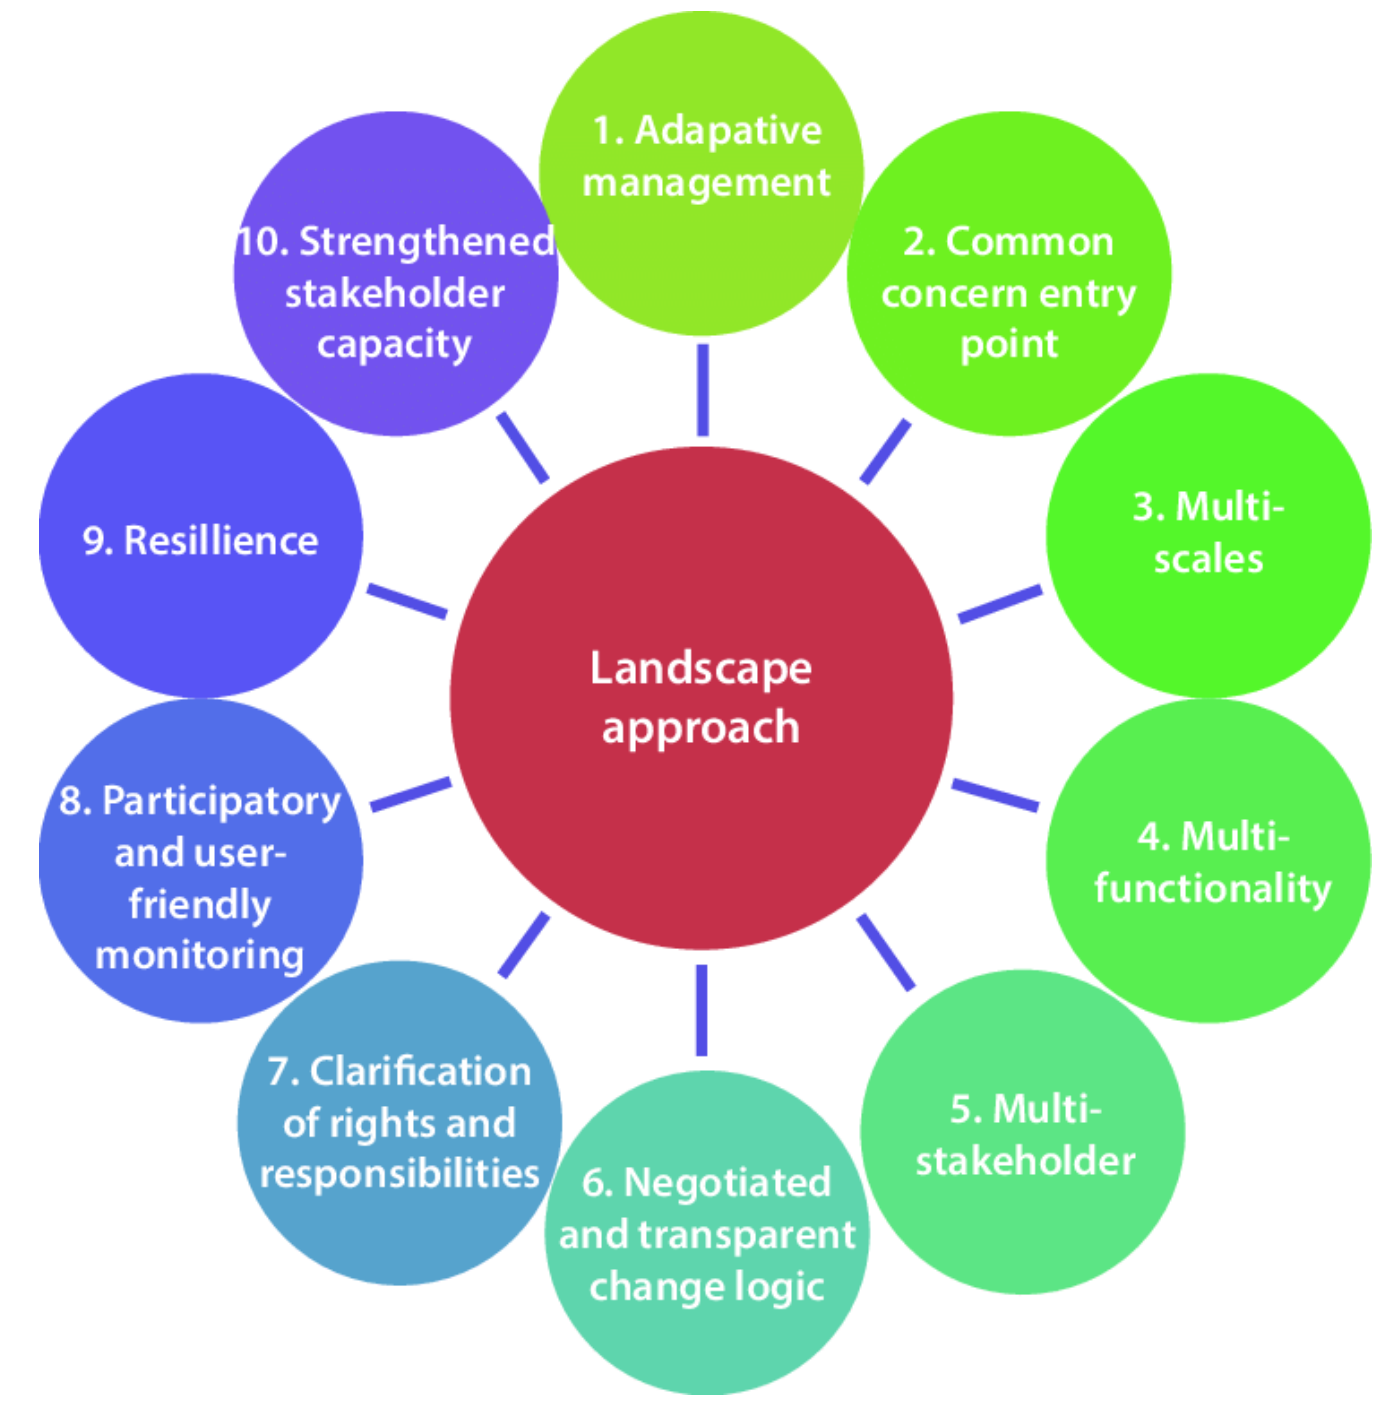 1. Adapative
management
2. Common
concern entry
point
3. Multi-
scales
4. Multi-
functionality
5. Multi-
stakeholder
6. Negotiated
and transparent
change logic
7. Clarification
of rights and
responsibilities
8. Participatory
and user-
friendly
monitoring
9. Resillience
10. Strengthened
stakeholder
capacity
Landscape
approach